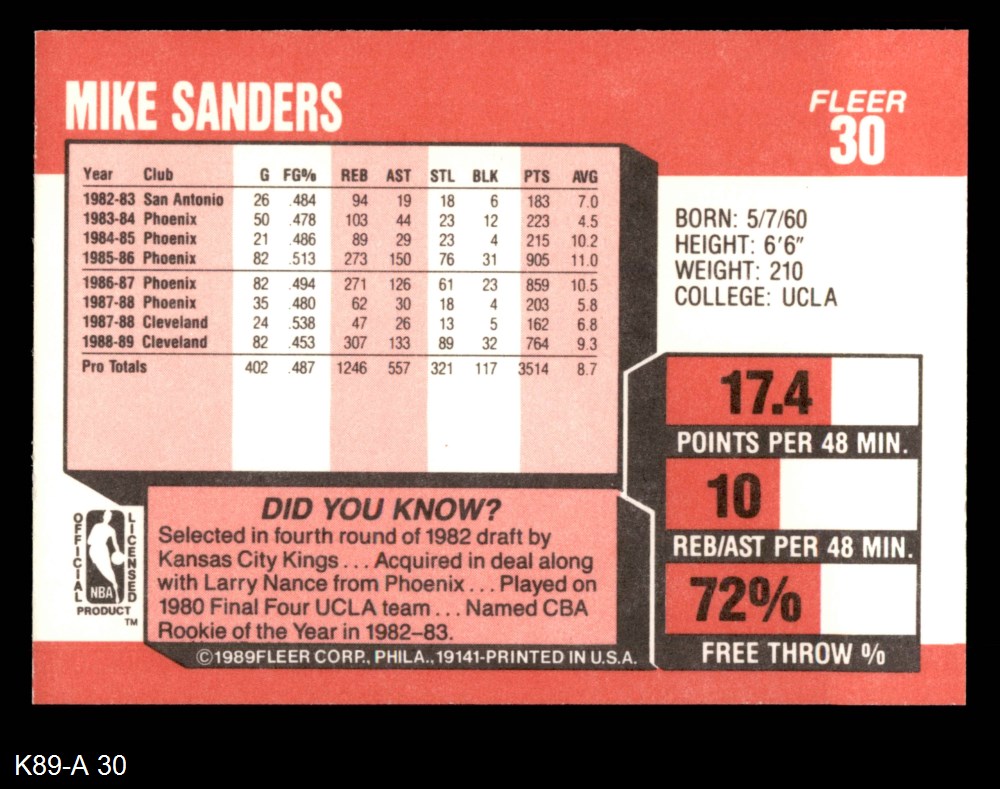 MIKE SANDERS
FLEER
30
Year Club G FG% REB AST STL BLK PTS AVG
1982-83 San Antonio 26 .484 94 19 18 6 183 7.0
1983-84 Phoenix 50 .478 103 44 23 12 223 4.5
1984-85 Phoenix 21 .486 89 29 23 4 215 10.2
1985-86 Phoenix 82 .513 273 150 76 31 905 11.0
1986-87 Phoenix 82 .494 271 126 61 23 859 10.5
1987-88 Phoenix 35 .480 62 30 18 4 203 5.8
1987-88 Cleveland 24 .538 47 26 13 5 162 6.8
1988-89 Cleveland 82 .453 307 133 89 32 764 9.3
Pro Totals 402 .487 1246 557 321 117 3514 8.7
BORN: 5/7/60
HEIGHT: 6'6"
WEIGHT: 210
COLLEGE: UCLA
17.4
POINTS PER 48 MIN.
10
REB/AST PER 48 MIN.
72%
FREE THROW %
OFFICIAL
LICENSED
NBA
PRODUCT
TM
DID YOU KNOW?
Selected in fourth round of 1982 draft by
Kansas City Kings . . . Acquired in deal along
with Larry Nance from Phoenix . . . Played on
1980 Final Four UCLA team . . . Named CBA
Rookie of the Year in 1982–83.
©1989FLEER CORP., PHILA., 19141-PRINTED IN U.S.A.
K89-A 30